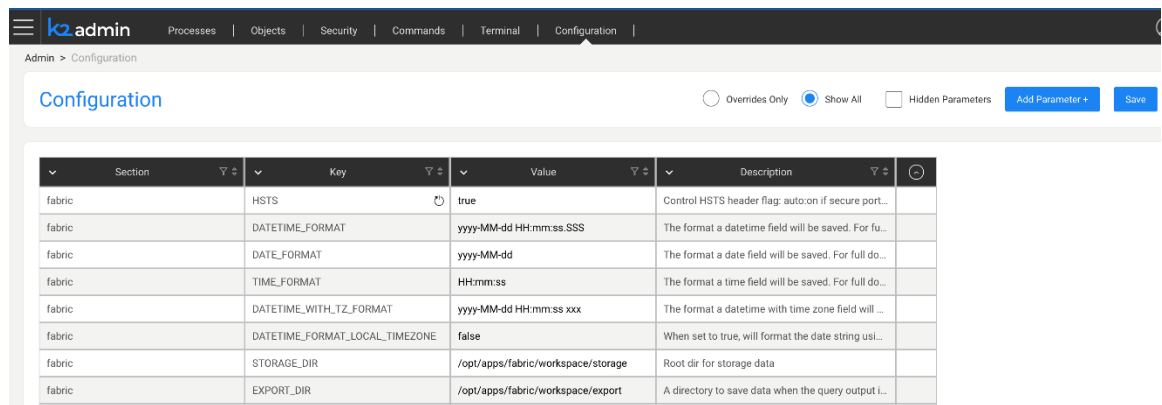 k2admin Processes | Objects | Security | Commands | Terminal | Configuration |
Admin > Configuration
Configuration Overrides Only Show All Hidden Parameters Add Parameter + Save
Section Key Value Description
fabric HSTS true Control HSTS header flag: auto:on if secure port...
fabric DATETIME_FORMAT yyyy-MM-dd HH:mm:ss.SSS The format a datetime field will be saved. For fu...
fabric DATE_FORMAT yyyy-MM-dd The format a date field will be saved. For full do...
fabric TIME_FORMAT HH:mm:ss The format a time field will be saved. For full do...
fabric DATETIME_WITH_TZ_FORMAT yyyy-MM-dd HH:mm:ss xxx The format a datetime with time zone field will ...
fabric DATETIME_FORMAT_LOCAL_TIMEZONE false When set to true, will format the date string usi...
fabric STORAGE_DIR /opt/apps/fabric/workspace/storage Root dir for storage data
fabric EXPORT_DIR /opt/apps/fabric/workspace/export A directory to save data when the query output i...